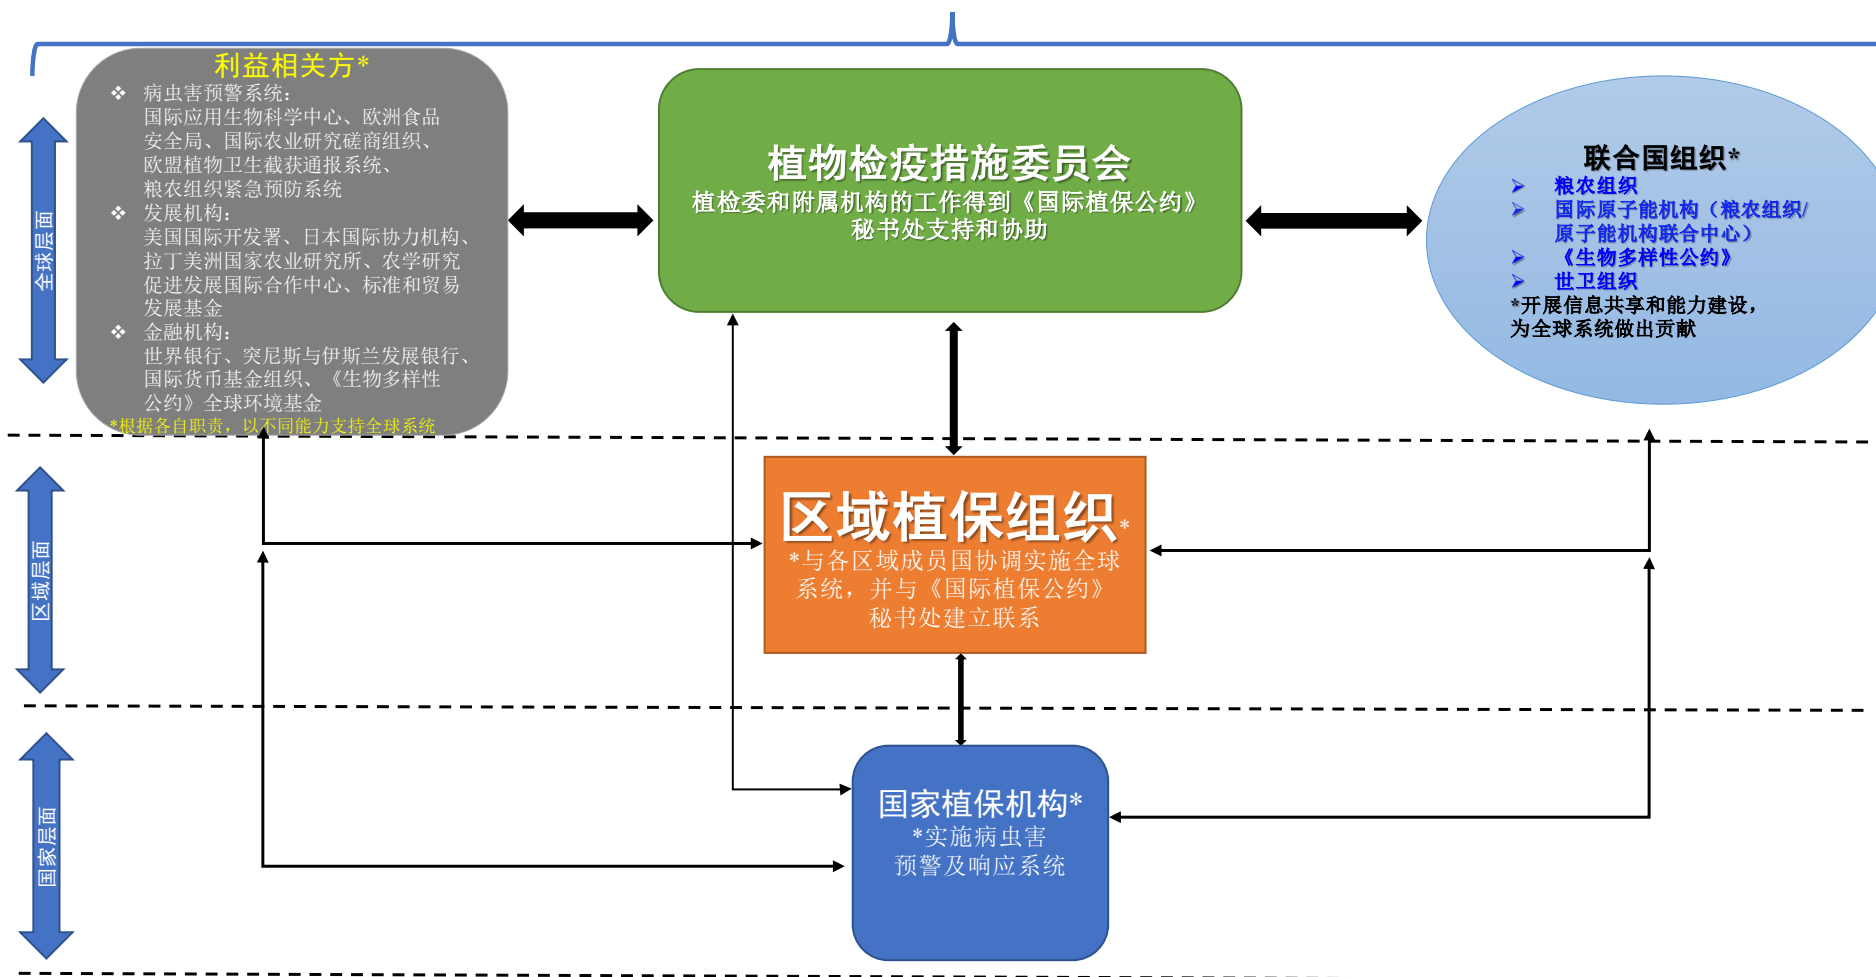 利益相关方*
❖ 病虫害预警系统：
国际应用生物科学中心、欧洲食品
安全局、国际农业研究磋商组织、
欧盟植物卫生截获通报系统、
粮农组织紧急预防系统
❖ 发展机构：
美国国际开发署、日本国际协力机构、
拉丁美洲国家农业研究所、农学研究
促进发展国际合作中心、标准和贸易
发展基金
❖ 金融机构：
世界银行、突尼斯与伊斯兰发展银行、
国际货币基金组织、《生物多样性
公约》全球环境基金
*根据各自职责，以不同能力支持全球系统
植物检疫措施委员会
植检委和附属机构的工作得到《国际植保公约》
秘书处支持和协助
联合国组织*
➢ 粮农组织
➢ 国际原子能机构（粮农组织/
原子能机构联合中心）
➢ 《生物多样性公约》
➢ 世卫组织
*开展信息共享和能力建设，
为全球系统做出贡献
全球层面
区域植保组织*
*与各区域成员国协调实施全球
系统，并与《国际植保公约》
秘书处建立联系
区域层面
国家植保机构*
*实施病虫害
预警及响应系统
国家层面